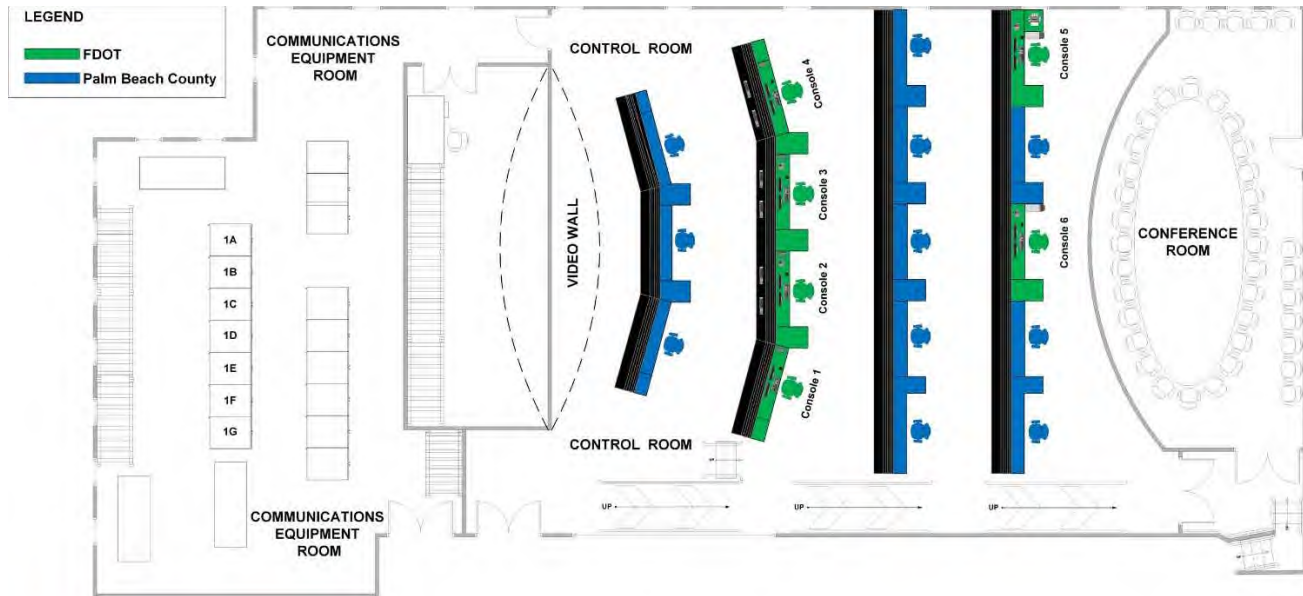 LEGEND
FDOT
Palm Beach County
COMMUNICATIONS
EQUIPMENT
ROOM
CONTROL ROOM
1A
1B
1C
1D
1E
1F
1G
VIDEO WALL
Console 4
Console 3
Console 2
Console 1
Console 5
Console 6
CONFERENCE
ROOM
CONTROL ROOM
COMMUNICATIONS
EQUIPMENT
ROOM
UP
UP
UP